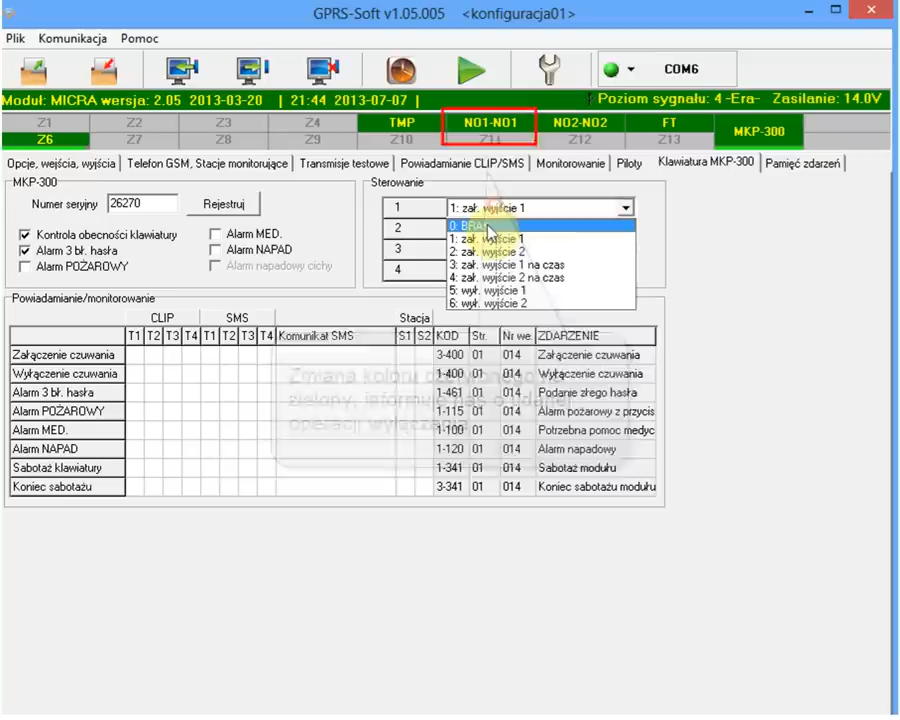 GPRS-Soft v1.05.005 <konfiguracja01>
Plik Komunikacja Pomoc
COM6
Moduł: MICRA wersja: 2.05 2013-03-20 | 21:44 2013-07-07 |
Poziom sygnału: 4 -Era- Zasilanie: 14.0V
Z1 Z2 Z3 Z4 TMP NO1-NO1 NO2-NO2 FT MKP-300
Z6 Z7 Z8 Z9 Z10 Z11 Z12 Z13
Opcje, wejścia, wyjścia Telefon GSM, Stacje monitorujące Transmisje testowe Powiadamianie CLIP/SMS Monitorowanie Piloty Klawiatura MKP-300 Pamięć zdarzeń
MKP-300
Numer seryjny 26270 Rejestruj
Kontrola obecności klawiatury Alarm MED.
Alarm 3 bł. hasła Alarm NAPAD
Alarm POŻAROWY Alarm napadowy cichy
Sterowanie
1 1: zał. wyjście 1
2 0: BRAK
1: zał. wyjście 1
3 2: zał. wyjście 2
3: zał. wyjście 1 na czas
4 4: zał. wyjście 2 na czas
5: wył. wyjście 1
6: wył. wyjście 2
Powiadamianie/monitorowanie
CLIP SMS Stacja
T1 T2 T3 T4 T1 T2 T3 T4 Komunikat SMS S1 S2 KOD Str. Nr we. ZDARZENIE
Załączenie czuwania 3-400 01 014 Załączenie czuwania
Wyłączenie czuwania 1-400 01 014 Wyłączenie czuwania
Alarm 3 bł. hasła 1-461 01 014 Podanie złego hasła
Alarm POŻAROWY 1-115 01 014 Alarm pożarowy z przycis
Alarm MED. 1-100 01 014 Potrzebna pomoc medyc
Alarm NAPAD 1-120 01 014 Alarm napadowy
Sabotaż klawiatury 1-341 01 014 Sabotaż modułu
Koniec sabotażu 3-341 01 014 Koniec sabotażu modułu
Zmiana koloru czerwonego na
zielony, informuje nas o udanej
operacji wyłączenia